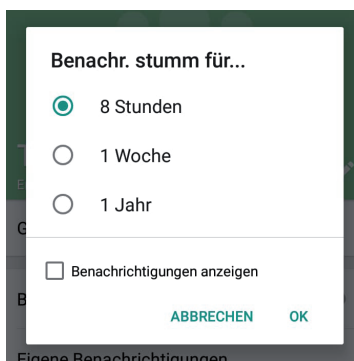 Benachr. stumm für...
8 Stunden
1 Woche
1 Jahr
Benachrichtigungen anzeigen
ABBRECHEN OK
Eigene Benachrichtigungen